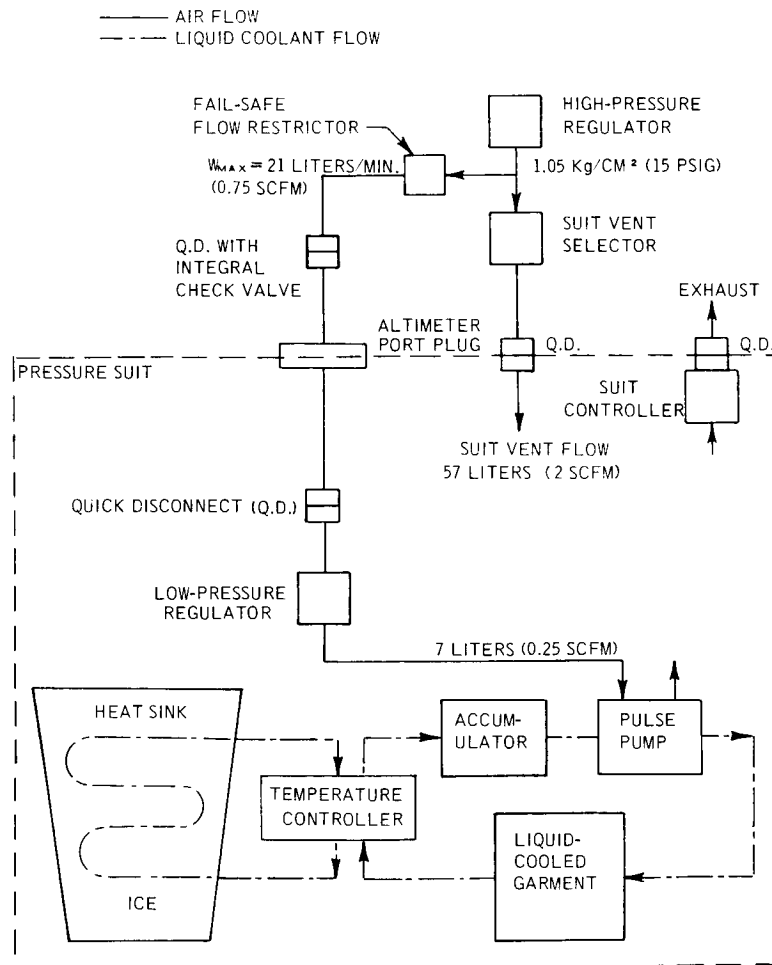 AIR FLOW
LIQUID COOLANT FLOW
FAIL-SAFE
FLOW RESTRICTOR
HIGH-PRESSURE
REGULATOR
WMAX = 21 LITERS/MIN.
(0.75 SCFM)
1.05 Kg/CM² (15 PSIG)
SUIT VENT
SELECTOR
Q.D. WITH
INTEGRAL
CHECK VALVE
EXHAUST
ALTIMETER
PORT PLUG
Q.D.
Q.D.
PRESSURE SUIT
SUIT
CONTROLLER
SUIT VENT FLOW
57 LITERS (2 SCFM)
QUICK DISCONNECT (Q.D.)
LOW-PRESSURE
REGULATOR
7 LITERS (0.25 SCFM)
HEAT SINK
ACCUM-
ULATOR
PULSE
PUMP
TEMPERATURE
CONTROLLER
LIQUID-
COOLED
GARMENT
ICE